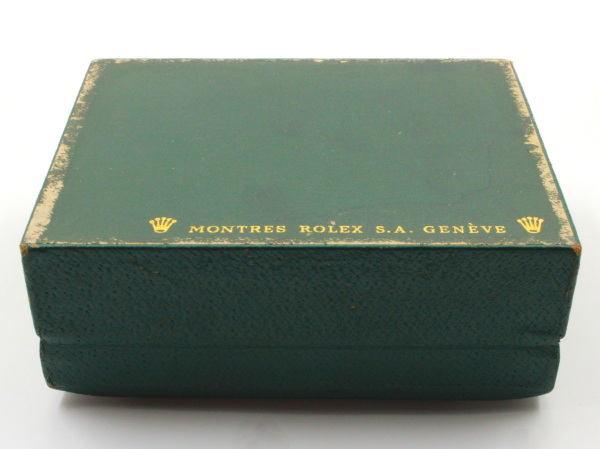 MONTRES ROLEX S.A. GENÈVE